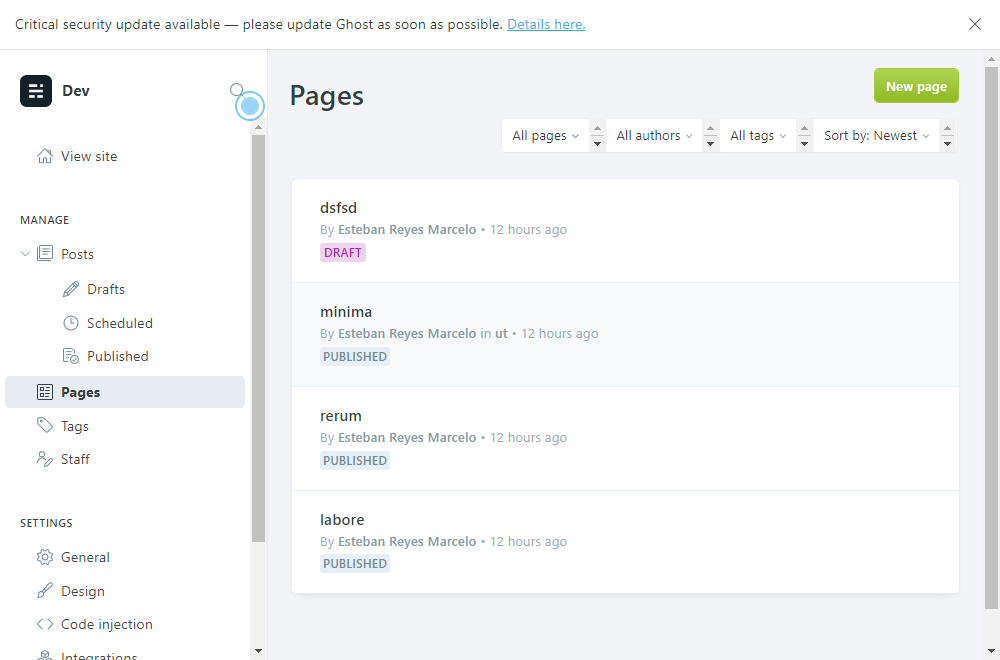 Critical security update available — please update Ghost as soon as possible. Details here.
Dev
View site
MANAGE
Posts
Drafts
Scheduled
Published
Pages
Tags
Staff
SETTINGS
General
Design
Code injection
Integrations
Pages
New page
All pages
All authors
All tags
Sort by: Newest
dsfsd
By Esteban Reyes Marcelo • 12 hours ago
DRAFT
minima
By Esteban Reyes Marcelo in ut • 12 hours ago
PUBLISHED
rerum
By Esteban Reyes Marcelo • 12 hours ago
PUBLISHED
labore
By Esteban Reyes Marcelo • 12 hours ago
PUBLISHED